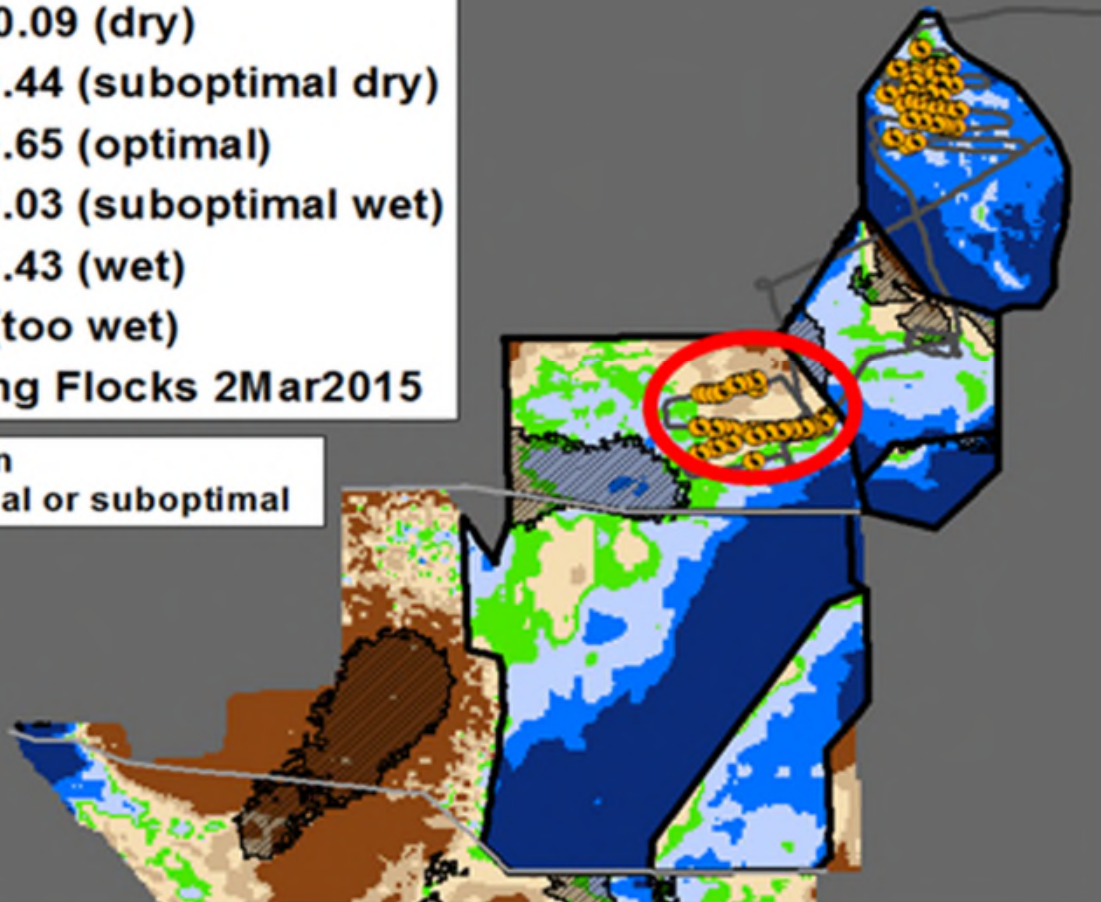 0.09 (dry)
.44 (suboptimal dry)
.65 (optimal)
.03 (suboptimal wet)
.43 (wet)
(too wet)
ng Flocks 2Mar2015
n
al or suboptimal